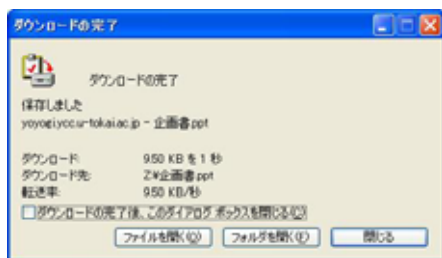 ダウンロードの完了
ダウンロードの完了
保存しました
企画書.ppt
ダウンロード: 9.50 KB を 1 秒
ダウンロード先: Z:¥企画書.ppt
転送率: 9.50 KB/秒
ダウンロードの完了後、このダイアログ ボックスを閉じる(C)
ファイルを開く(O) フォルダを開く(F) 閉じる